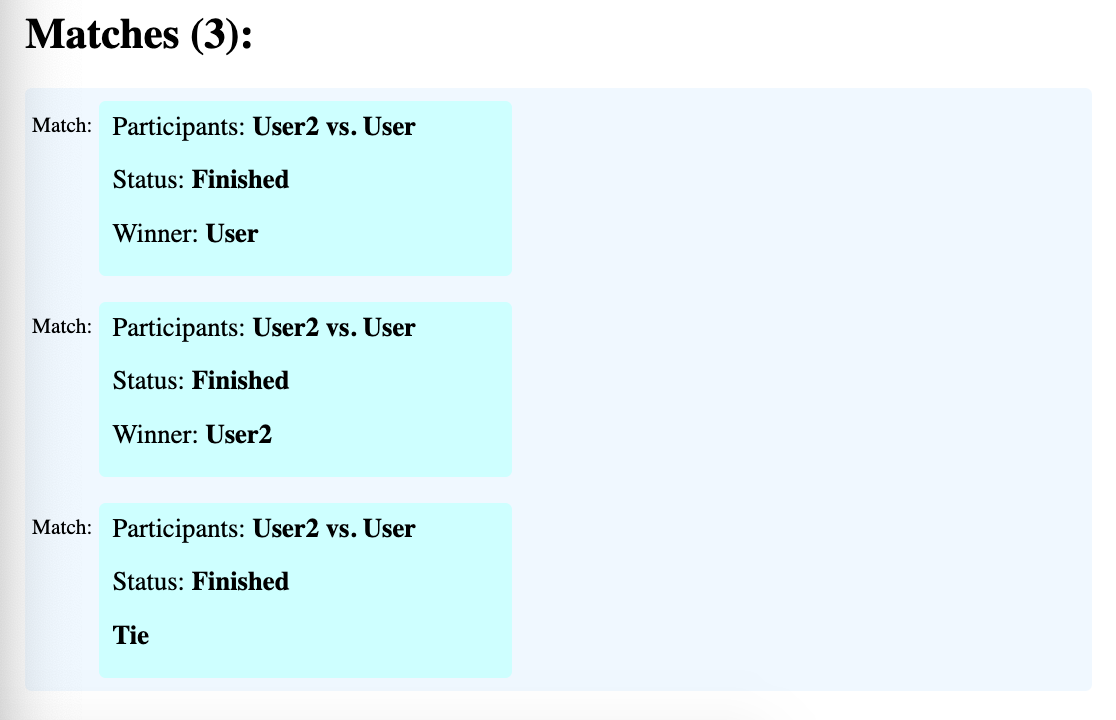 Matches (3):
Match: Participants: User2 vs. User
Status: Finished
Winner: User
Match: Participants: User2 vs. User
Status: Finished
Winner: User2
Match: Participants: User2 vs. User
Status: Finished
Tie